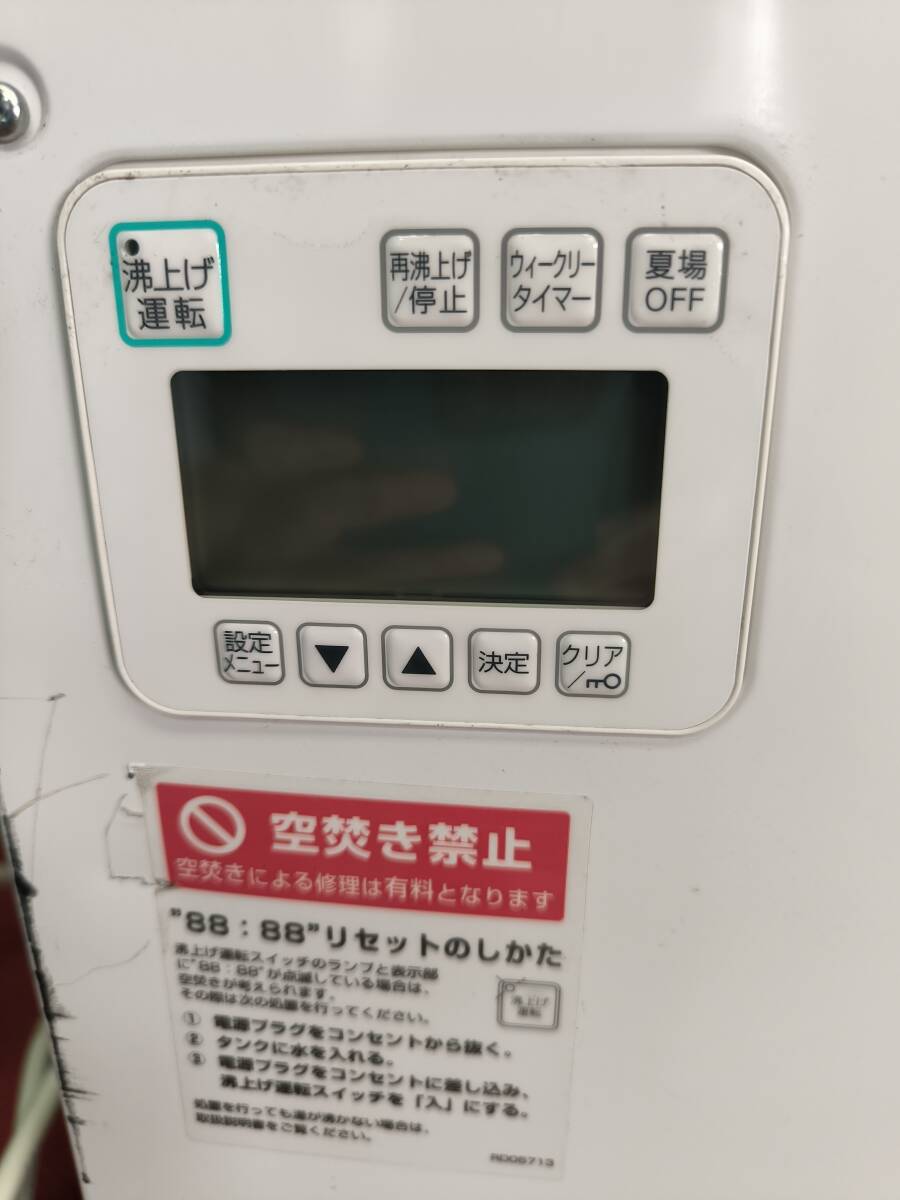 沸上げ
運転
再沸上げ
/停止
ウィークリー
タイマー
夏場
OFF
設定
メニュー
▼
▲
決定
クリア
/
空焚き禁止
空焚きによる修理は有料となります
"88:88"リセットのしかた
沸上げ運転スイッチのランプと表示部
に"88:88"が点滅している場合は、
空焚きが考えられます。
その際は次の処置を行ってください。
沸上げ
運転
① 電源プラグをコンセントから抜く。
② タンクに水を入れる。
③ 電源プラグをコンセントに差し込み、
沸上げ運転スイッチを「入」にする。
処置を行っても湯が沸かない場合は、
取扱説明書をご覧ください。
RD06713